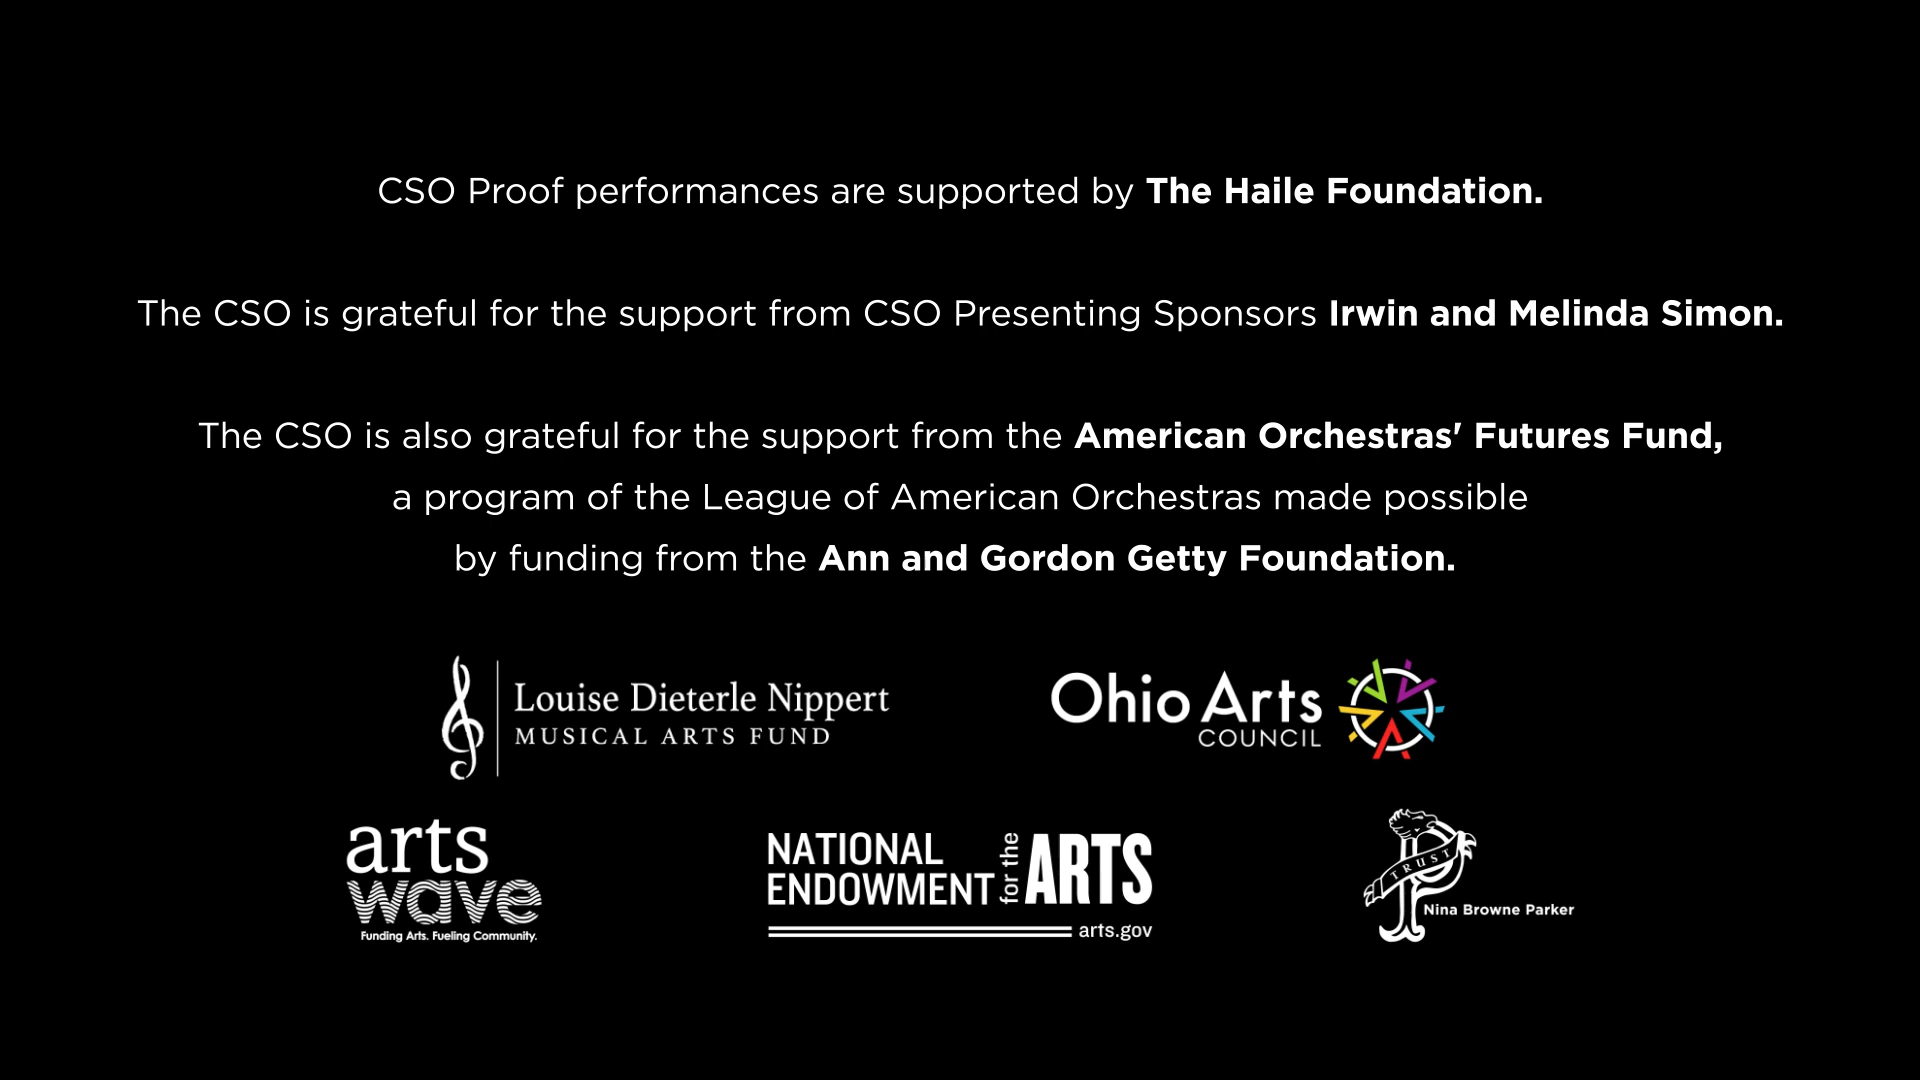 CSO Proof performances are supported by The Haile Foundation.
The CSO is grateful for the support from CSO Presenting Sponsors Irwin and Melinda Simon.
The CSO is also grateful for the support from the American Orchestras' Futures Fund,
a program of the League of American Orchestras made possible
by funding from the Ann and Gordon Getty Foundation.
Louise Dieterle Nippert
MUSICAL ARTS FUND
Ohio Arts
COUNCIL
arts
wave
Funding Arts. Fueling Community.
NATIONAL
ENDOWMENT
for the
ARTS
arts.gov
P
TRUST
Nina Browne Parker